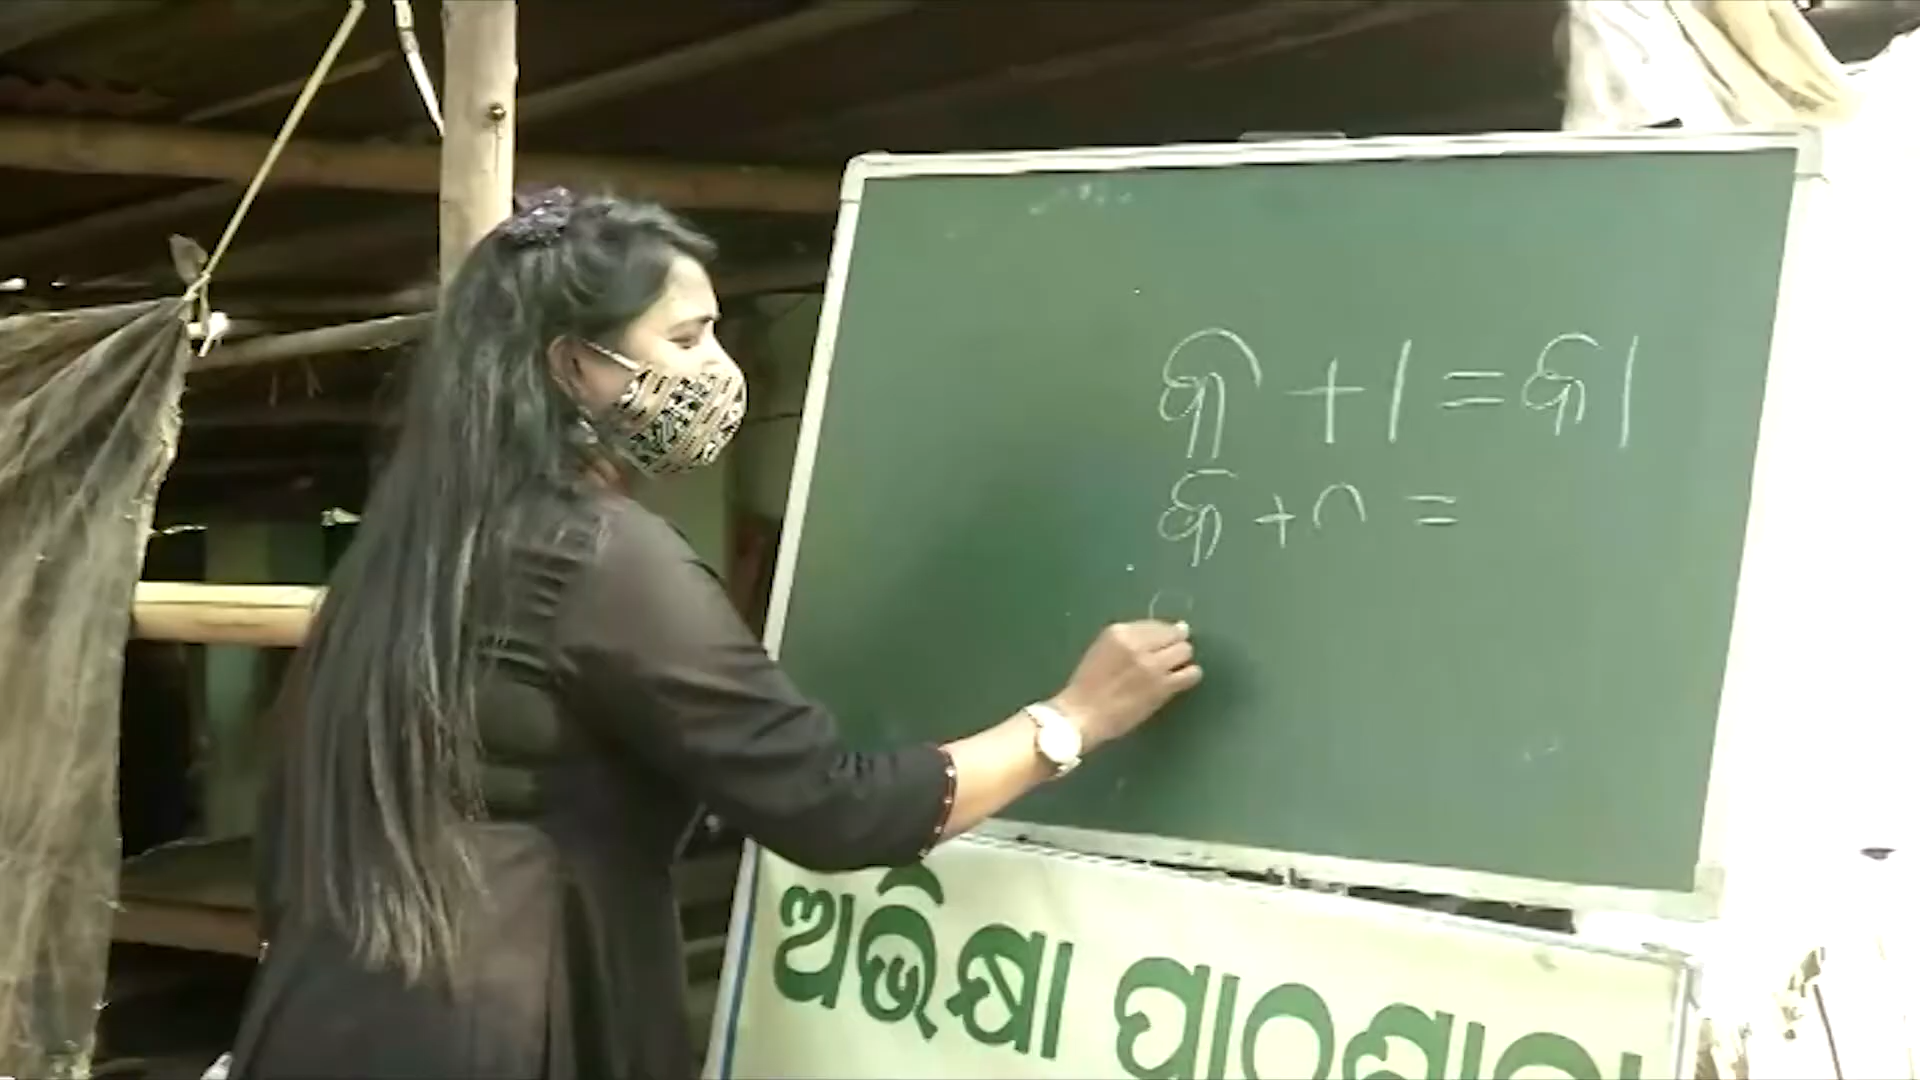 କ + ା = କା
କ + ି =
ଅଭିକ୍ଷା ପାଠଶାଳା